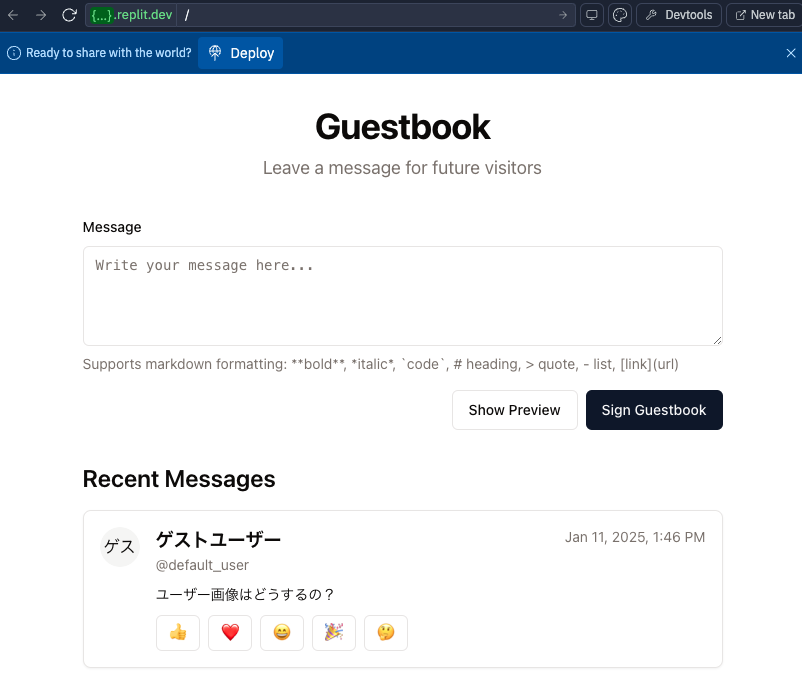 {...}.replit.dev /
Devtools
New tab
Ready to share with the world?
Deploy
Guestbook
Leave a message for future visitors
Message
Write your message here...
Supports markdown formatting: **bold**, *italic*, `code`, # heading, > quote, - list, [link](url)
Show Preview
Sign Guestbook
Recent Messages
ゲス
ゲストユーザー
Jan 11, 2025, 1:46 PM
@default_user
ユーザー画像はどうするの？